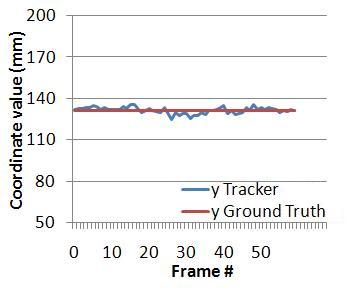 Coordinate value (mm)
200
170
140
110
80
50
y Tracker
y Ground Truth
0 10 20 30 40 50
Frame #